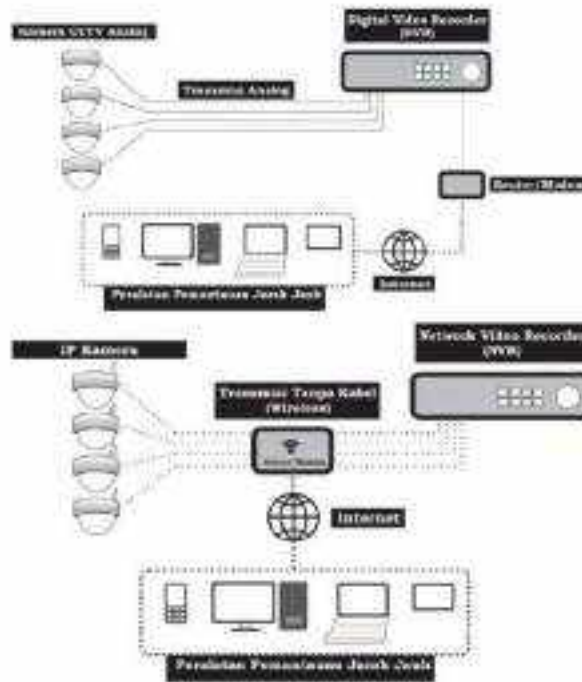 Kamera CCTV Analog
Digital Video Recorder
(DVR)
Transmisi Analog
Router/Modem
Internet
Peralatan Pemantauan Jarak Jauh
IP Kamera
Network Video Recorder
(NVR)
Transmisi Tanpa Kabel
(Wireless)
Internet
Peralatan Pemantauan Jarak Jauh